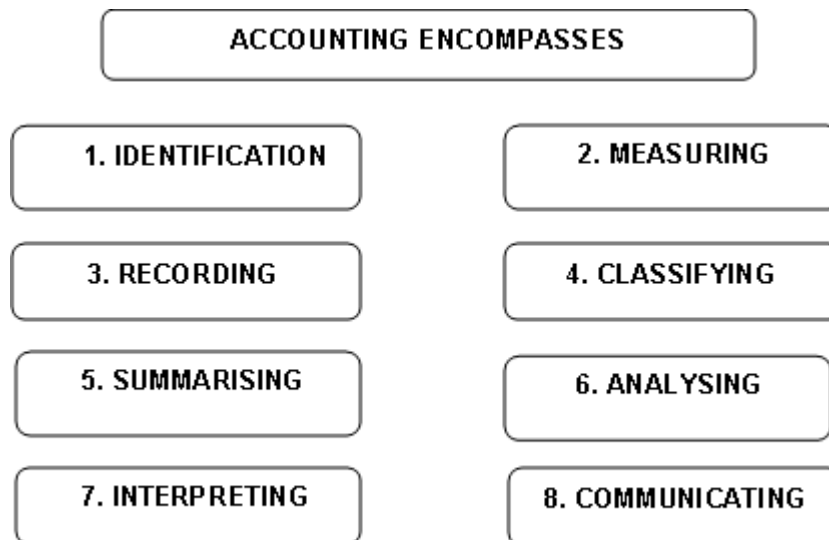 ACCOUNTING ENCOMPASSES
1. IDENTIFICATION
2. MEASURING
3. RECORDING
4. CLASSIFYING
5. SUMMARISING
6. ANALYSING
7. INTERPRETING
8. COMMUNICATING